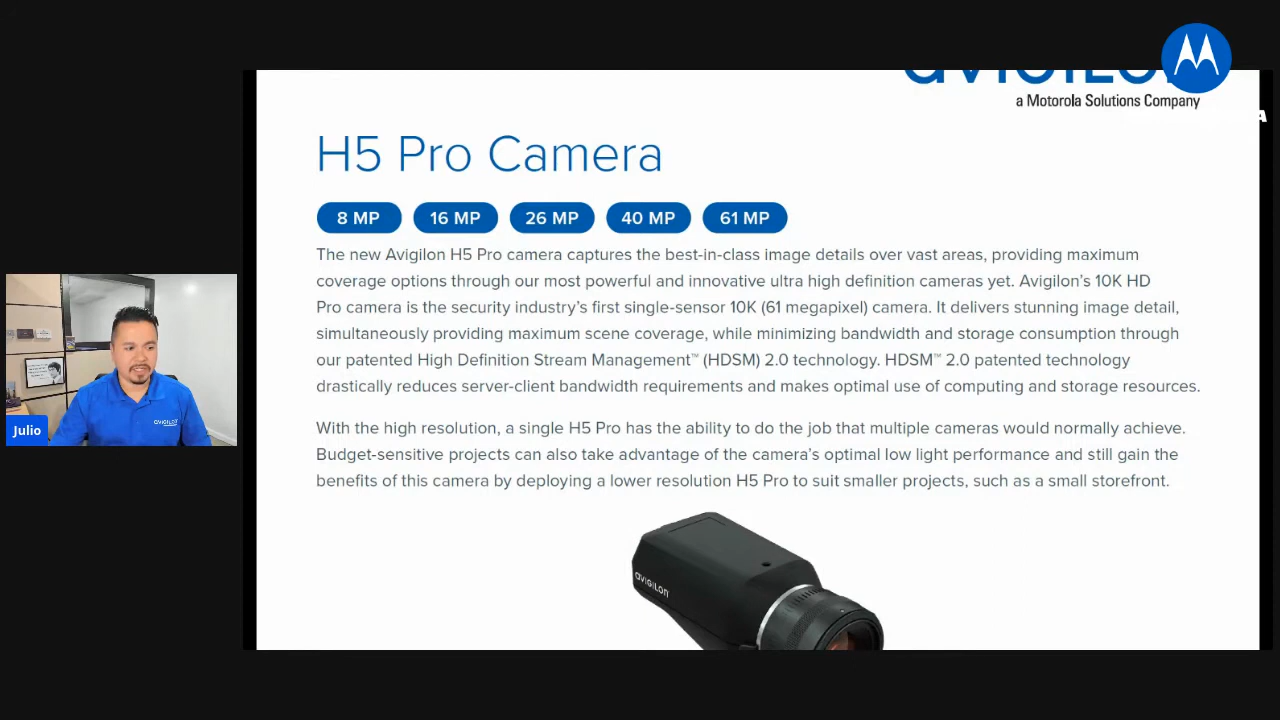 AVIGILON
a Motorola Solutions Company
A
H5 Pro Camera
8 MP
16 MP
26 MP
40 MP
61 MP
The new Avigilon H5 Pro camera captures the best-in-class image details over vast areas, providing maximum
coverage options through our most powerful and innovative ultra high definition cameras yet. Avigilon's 10K HD
Pro camera is the security industry's first single-sensor 10K (61 megapixel) camera. It delivers stunning image detail,
simultaneously providing maximum scene coverage, while minimizing bandwidth and storage consumption through
our patented High Definition Stream Management™ (HDSM) 2.0 technology. HDSM™ 2.0 patented technology
drastically reduces server-client bandwidth requirements and makes optimal use of computing and storage resources.
With the high resolution, a single H5 Pro has the ability to do the job that multiple cameras would normally achieve.
Budget-sensitive projects can also take advantage of the camera's optimal low light performance and still gain the
benefits of this camera by deploying a lower resolution H5 Pro to suit smaller projects, such as a small storefront.
AVIGILON
AVIGILON
Julio